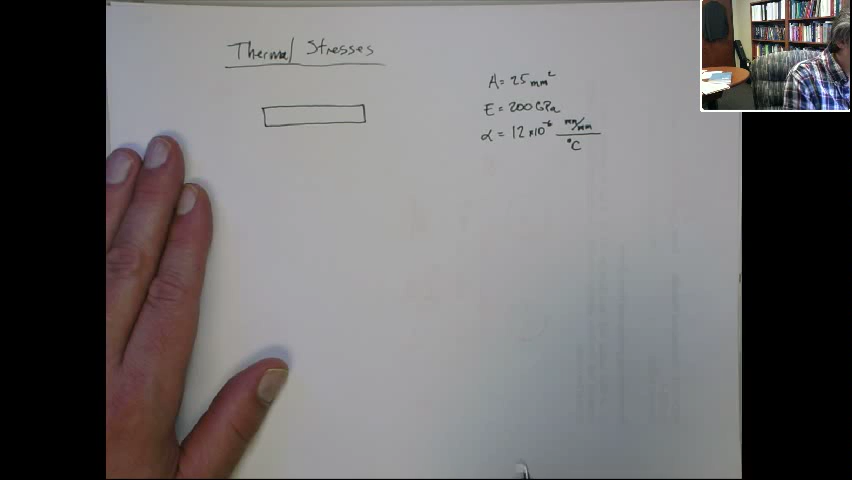 Thermal Stresses
A = 25 mm²
E = 200 GPa
α = 12 × 10⁻⁶ mm/mm
°C